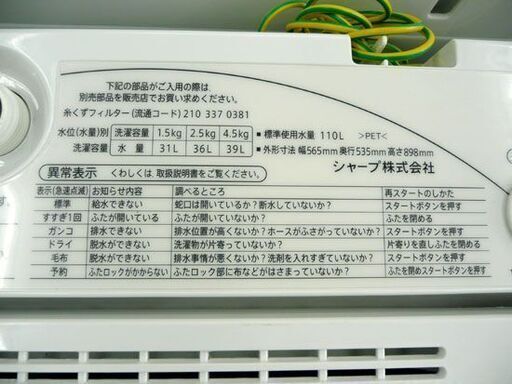 下記の部品がご入用の際は、
別売部品を販売店でお買い求めください。
糸くずフィルター(流通コード)210 337 0381
水位(水量)別 洗濯容量 1.5kg 2.5kg 4.5kg ■標準使用水量 110L >PET<
洗濯容量 水量 31L 36L 39L ■外形寸法 幅565mm 奥行535mm 高さ898mm
異常表示 くわしくは、取扱説明書をご覧ください。 シャープ株式会社
表示(急速点滅) お知らせ内容 調べるところ 再スタートのしかた
標準 給水できない 蛇口は開いているか?断水していないか? スタートボタンを押す
すすぎ1回 ふたが開いている ふたが開いていませんか? ふたを閉める
ガンコ 排水できない 排水位置が高くないか?ホースがふさがっていないか? スタートボタンを押す
ドライ 脱水ができない 洗濯物が片寄っていないか? 片寄りを直しふたを閉める
毛布 脱水ができない 排水事情が悪くないか?洗剤を入れすぎていないか? スタートボタンを押す
予約 ふたロックがかからない ふたロック部に布などがはさまっていないか? ふたを閉めスタートボタンを押す